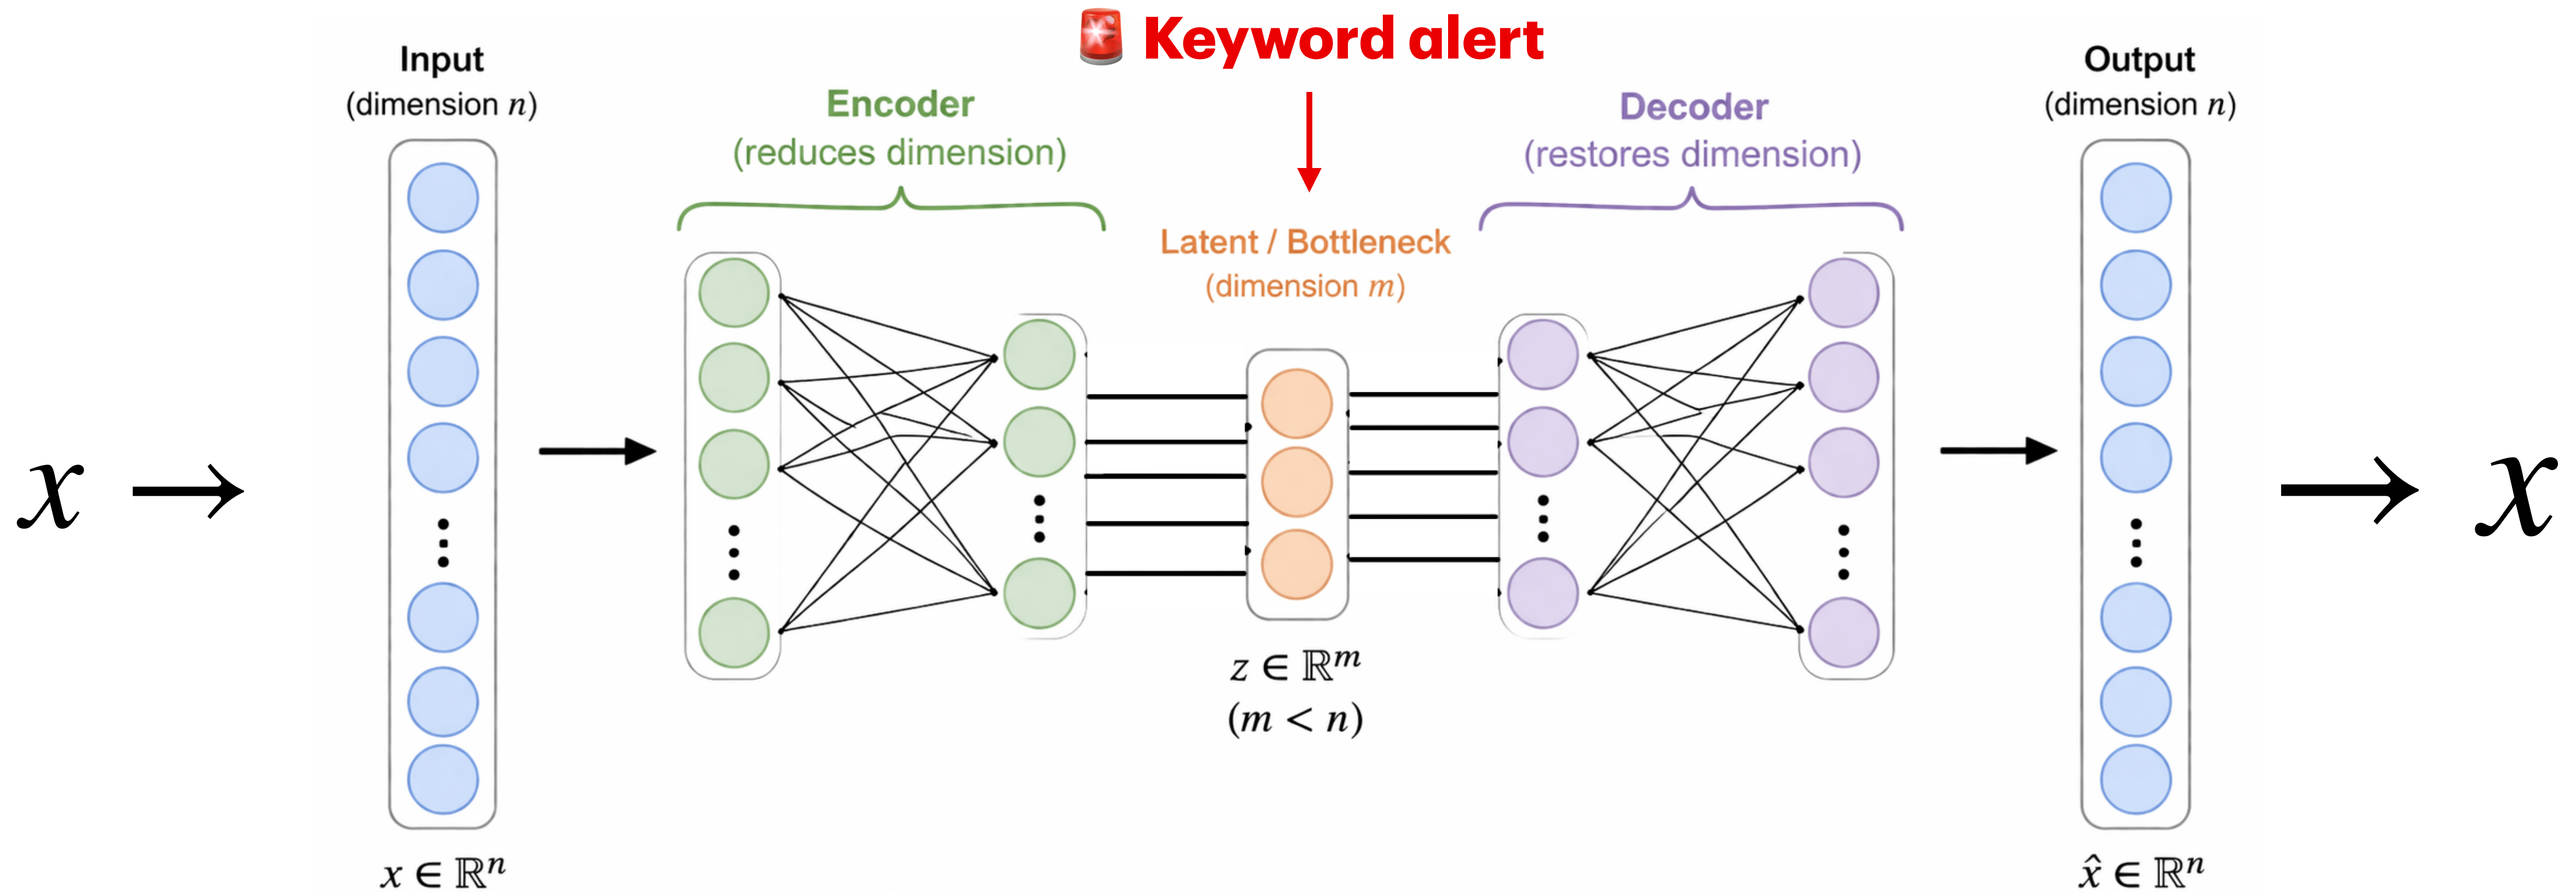 🚨 Keyword alert
Input
(dimension n)
Encoder
(reduces dimension)
Latent / Bottleneck
(dimension m)
Decoder
(restores dimension)
Output
(dimension n)
x →
→ x
z ∈ ℝᵐ
(m < n)
x ∈ ℝⁿ
x̂ ∈ ℝⁿ